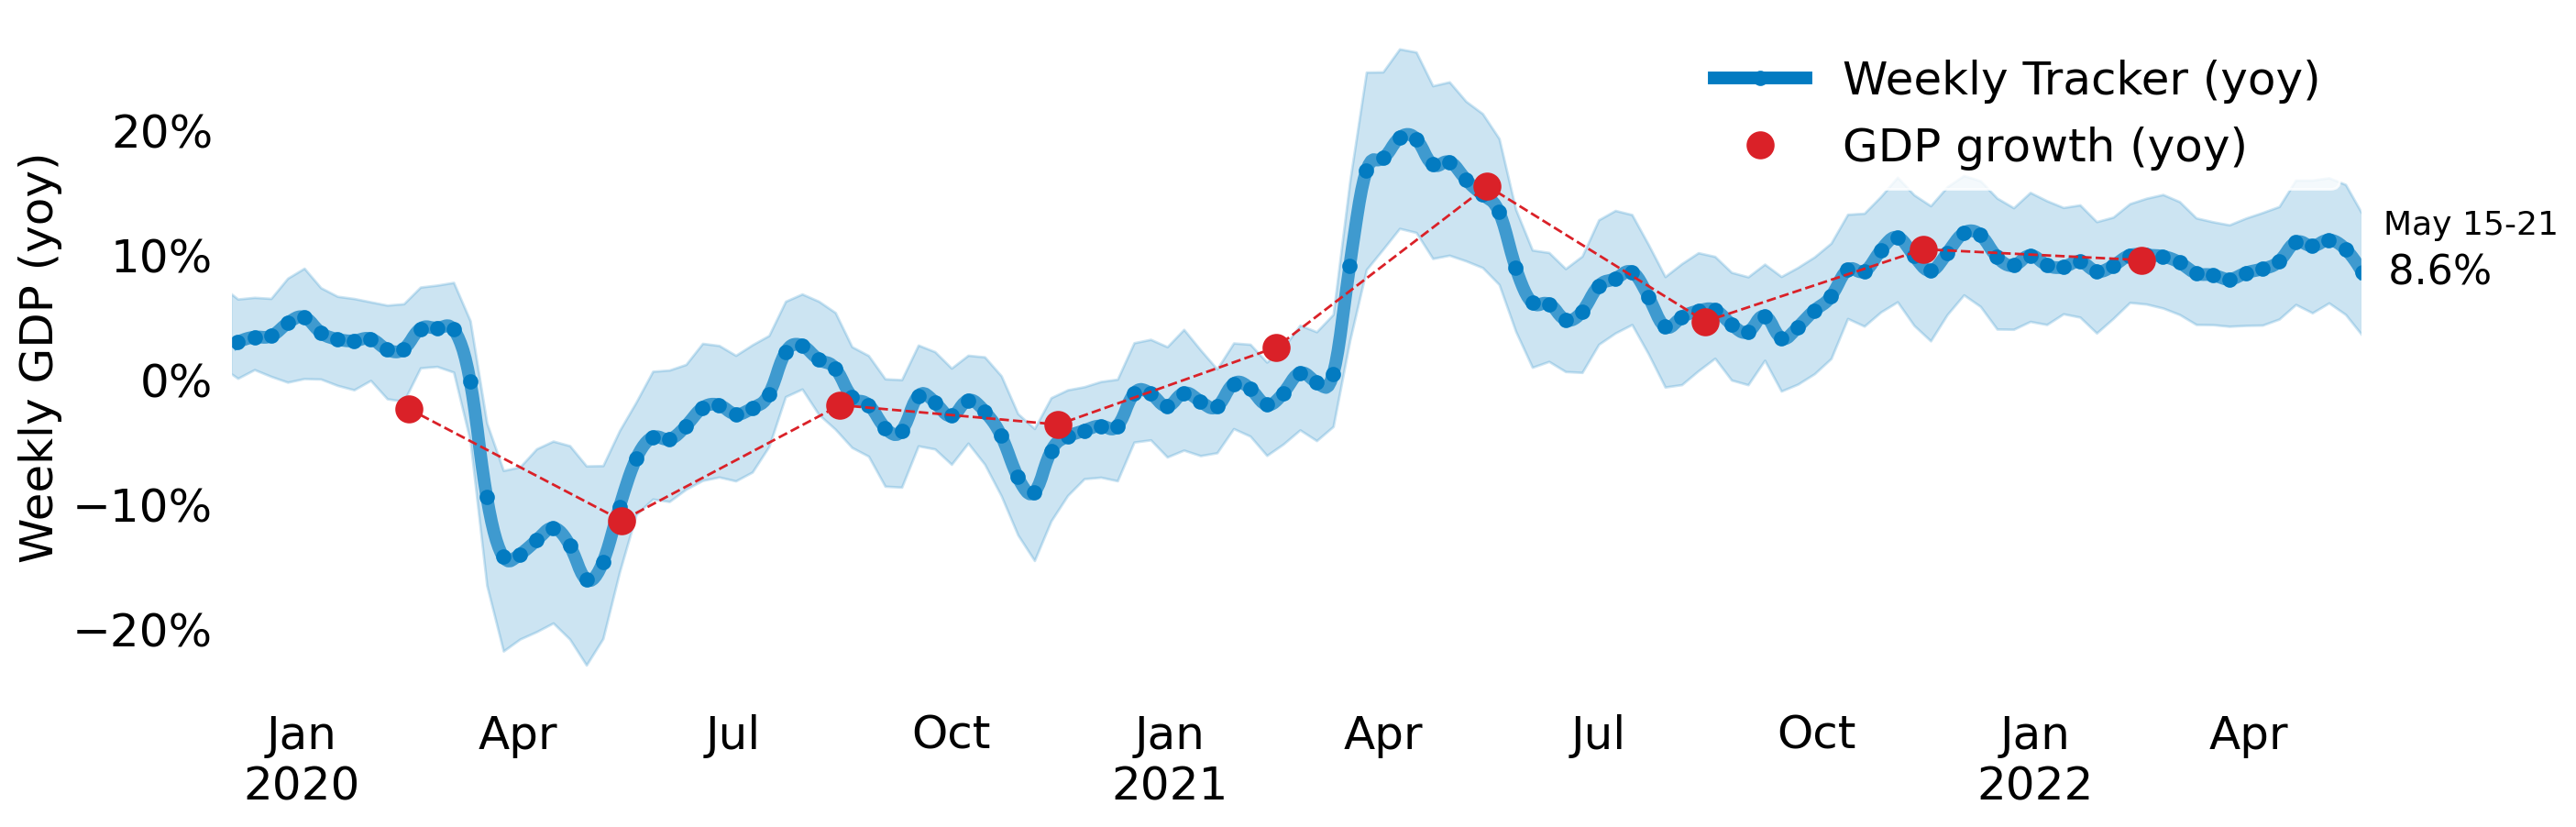 Weekly GDP (yoy)
20%
10%
0%
−10%
−20%
Weekly Tracker (yoy)
GDP growth (yoy)
May 15-21
8.6%
Jan Apr Jul Oct Jan Apr Jul Oct Jan Apr
2020 2021 2022